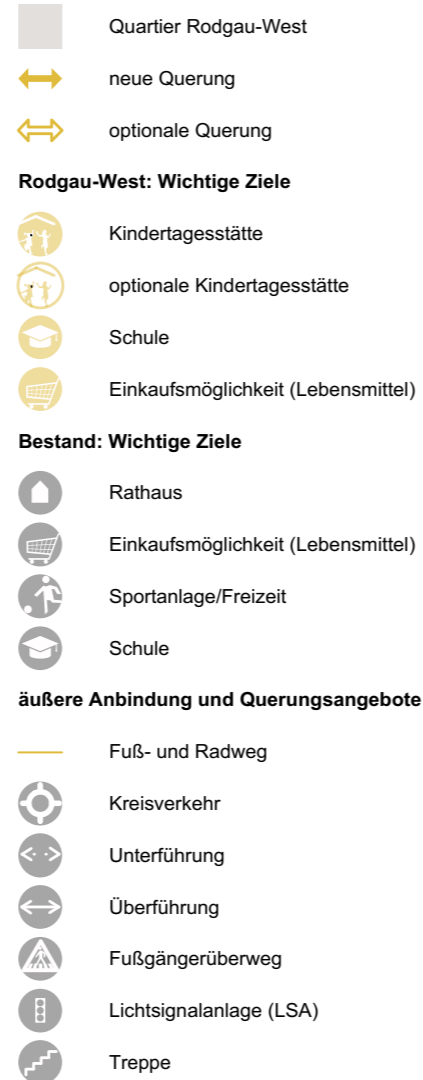 Quartier Rodgau-West
neue Querung
optionale Querung
Rodgau-West: Wichtige Ziele
Kindertagesstätte
optionale Kindertagesstätte
Schule
Einkaufsmöglichkeit (Lebensmittel)
Bestand: Wichtige Ziele
Rathaus
Einkaufsmöglichkeit (Lebensmittel)
Sportanlage/Freizeit
Schule
äußere Anbindung und Querungsangebote
Fuß- und Radweg
Kreisverkehr
Unterführung
Überführung
Fußgängerüberweg
Lichtsignalanlage (LSA)
Treppe